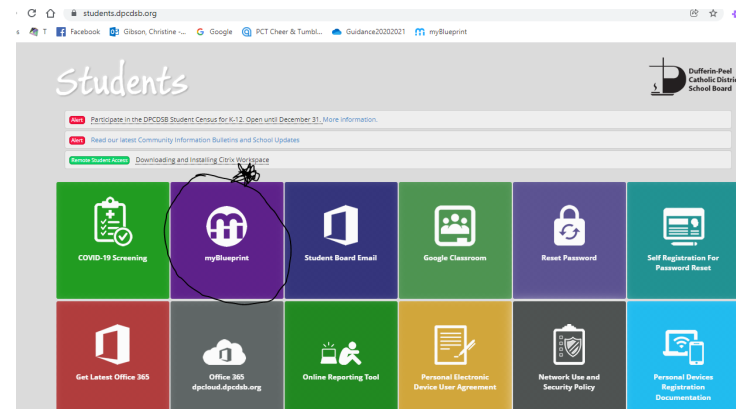 students.dpcdsb.org
T Facebook Gibson, Christine -... Google PCT Cheer & Tumbl... Guidance20202021 myBlueprint
Students
Dufferin-Peel
Catholic Distri
School Board
Alert Participate in the DPCDSB Student Census for K-12. Open until December 31. More information.
Alert Read our latest Community Information Bulletins and School Updates
Remote Student Access Downloading and Installing Citrix Workspace
COVID-19 Screening
myBlueprint
Student Board Email
Google Classroom
Reset Password
Self Registration For
Password Reset
Get Latest Office 365
Office 365
dpcloud.dpcdsb.org
Online Reporting Tool
Personal Electronic
Device User Agreement
Network Use and
Security Policy
Personal Devices
Registration
Documentation